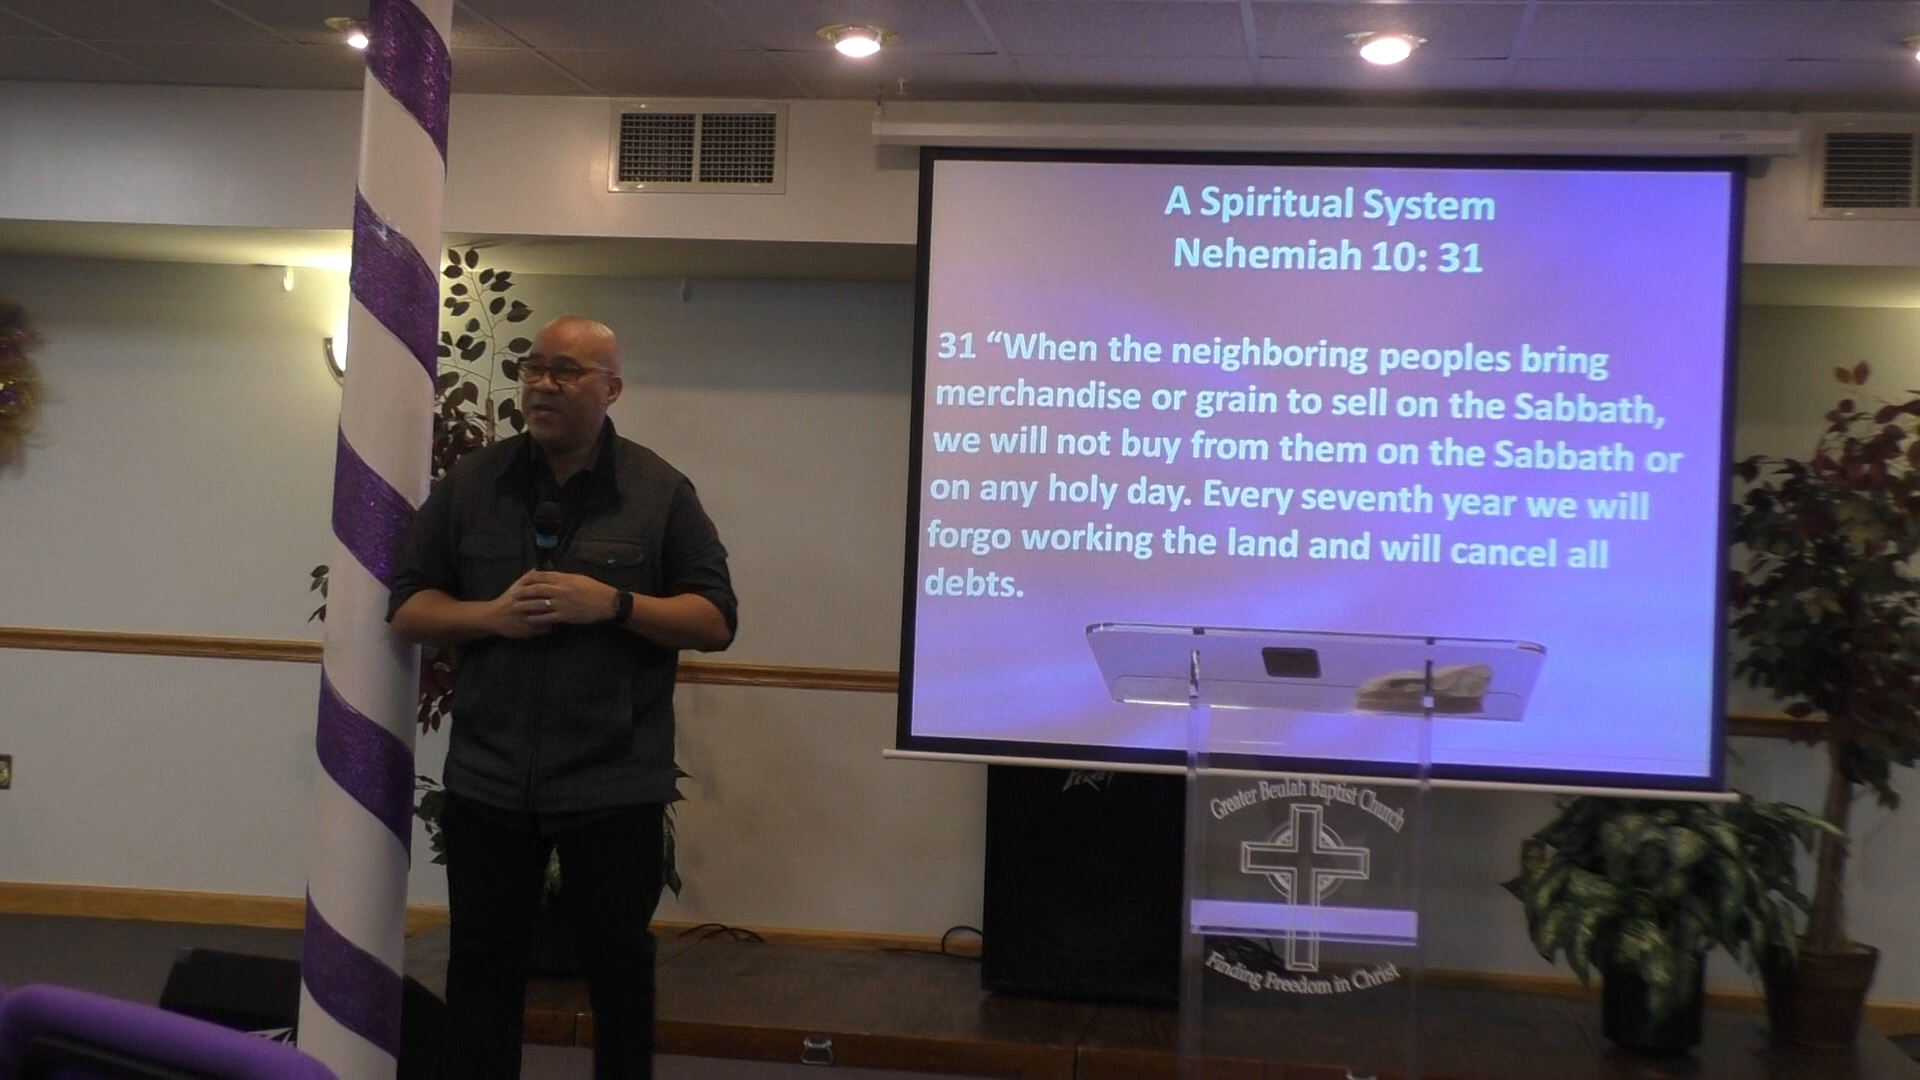 A Spiritual System
Nehemiah 10: 31
31 “When the neighboring peoples bring
merchandise or grain to sell on the Sabbath,
we will not buy from them on the Sabbath or
on any holy day. Every seventh year we will
forgo working the land and will cancel all
debts.
PEAVEY
Greater Beulah Baptist Church
Finding Freedom in Christ